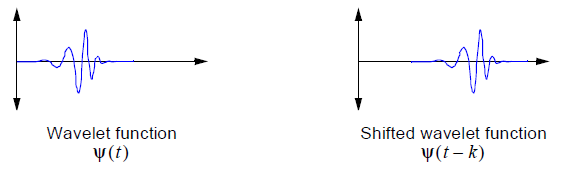 Wavelet function
Ψ(t)
Shifted wavelet function
Ψ(t – k)